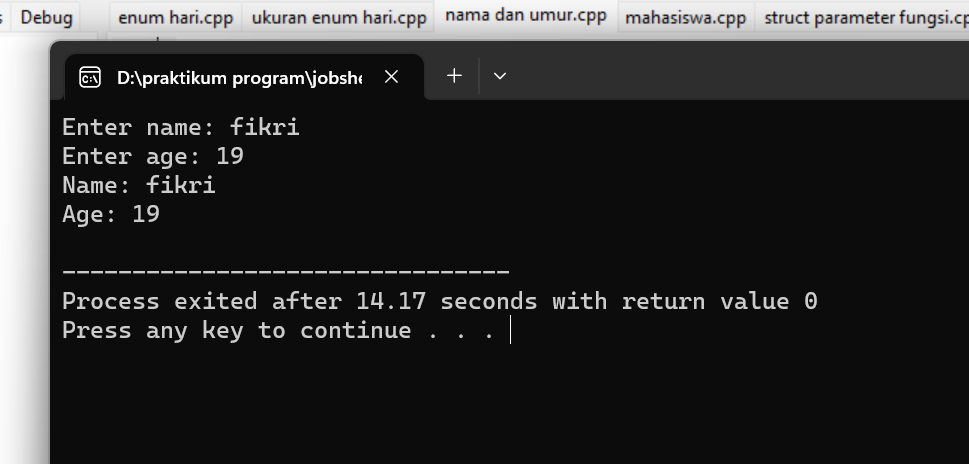 Debug enum hari.cpp ukuran enum hari.cpp nama dan umur.cpp mahasiswa.cpp struct parameter fungsi.cp
D:\praktikum program\jobshe
Enter name: fikri
Enter age: 19
Name: fikri
Age: 19
--------------------------------
Process exited after 14.17 seconds with return value 0
Press any key to continue . . .